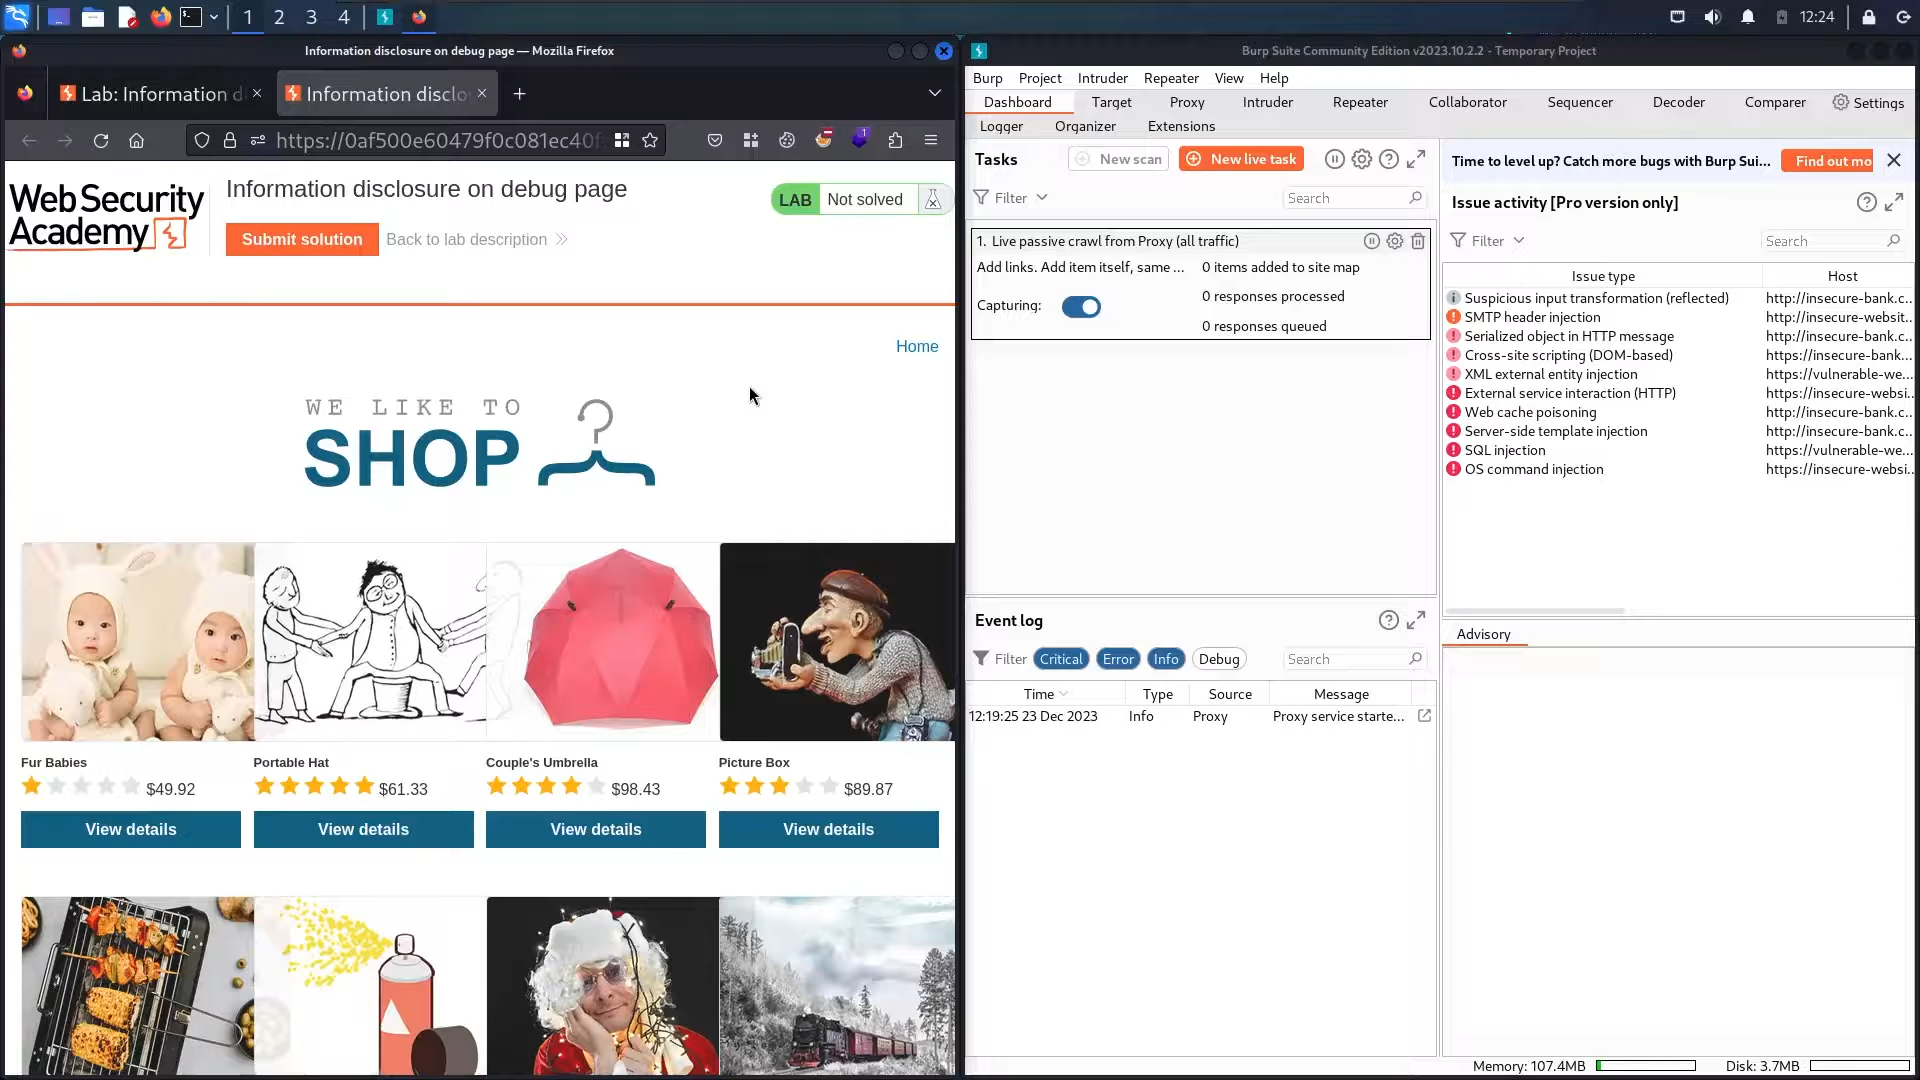 1 2 3 4
12:24
Information disclosure on debug page — Mozilla Firefox
Lab: Information d
Information disclo
https://0af500e60479f0c081ec40f
1
Web Security
Academy
Information disclosure on debug page
Submit solution
Back to lab description
LAB Not solved
Home
WE LIKE TO
SHOP
Fur Babies
$49.92
View details
Portable Hat
$61.33
View details
Couple's Umbrella
$98.43
View details
Picture Box
$89.87
View details
Burp Suite Community Edition v2023.10.2.2 - Temporary Project
Burp Project Intruder Repeater View Help
Dashboard Target Proxy Intruder Repeater Collaborator Sequencer Decoder Comparer Settings
Logger Organizer Extensions
Tasks
New scan
New live task
Filter
Search
1. Live passive crawl from Proxy (all traffic)
Add links. Add item itself, same ...
0 items added to site map
Capturing:
0 responses processed
0 responses queued
Event log
Filter Critical Error Info Debug
Search
Time Type Source Message
12:19:25 23 Dec 2023 Info Proxy Proxy service starte...
Time to level up? Catch more bugs with Burp Sui...
Find out mo
Issue activity [Pro version only]
Filter
Search
Issue type Host
Suspicious input transformation (reflected) http://insecure-bank.c...
SMTP header injection http://insecure-websit...
Serialized object in HTTP message http://insecure-bank.c...
Cross-site scripting (DOM-based) https://insecure-bank...
XML external entity injection https://vulnerable-we...
External service interaction (HTTP) https://insecure-websi...
Web cache poisoning http://insecure-bank.c...
Server-side template injection http://insecure-bank.c...
SQL injection https://vulnerable-we...
OS command injection https://insecure-websi...
Advisory
Memory: 107.4MB
Disk: 3.7MB